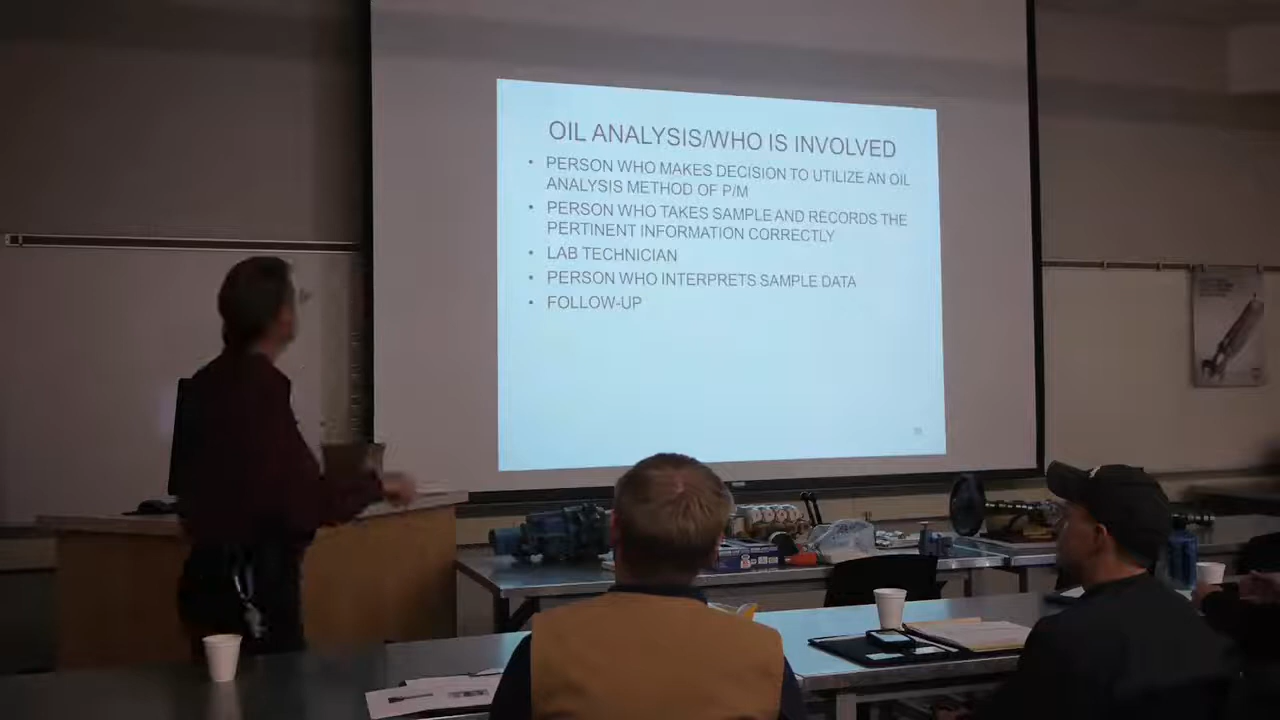 OIL ANALYSIS/WHO IS INVOLVED
• PERSON WHO MAKES DECISION TO UTILIZE AN OIL
ANALYSIS METHOD OF P/M
• PERSON WHO TAKES SAMPLE AND RECORDS THE
PERTINENT INFORMATION CORRECTLY
• LAB TECHNICIAN
• PERSON WHO INTERPRETS SAMPLE DATA
• FOLLOW-UP